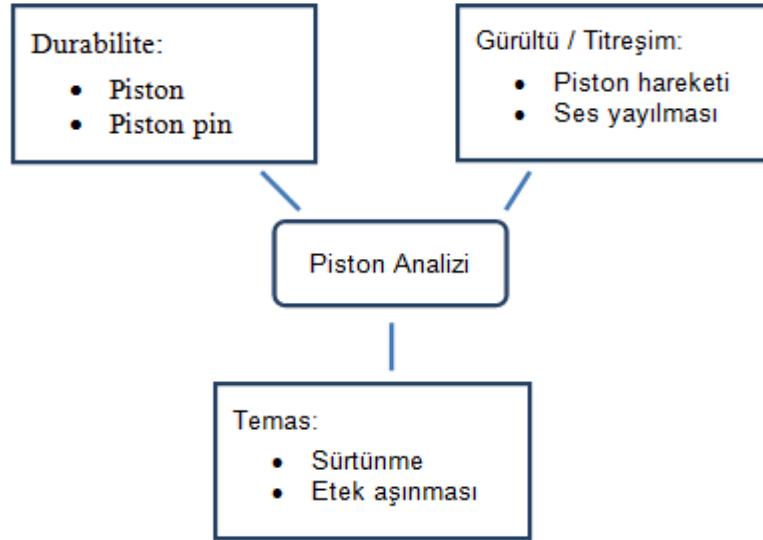 Durabilite:
• Piston
• Piston pin
Gürültü / Titreşim:
• Piston hareketi
• Ses yayılması
Piston Analizi
Temas:
• Sürtünme
• Etek aşınması